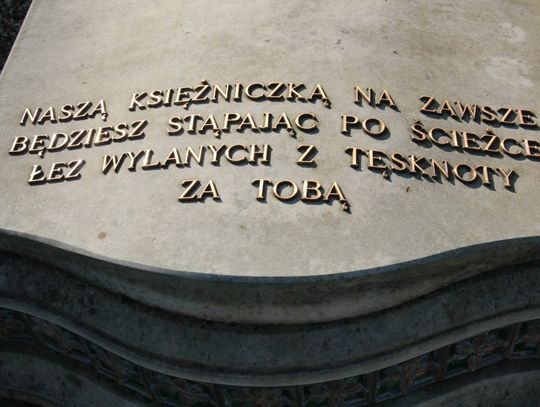 NASZĄ KSIĘŻNICZKĄ NA ZAWSZE
BĘDZIESZ STĄPAJĄC PO ŚCIEŻCE
ŁEZ WYLANYCH Z TĘSKNOTY
ZA TOBĄ